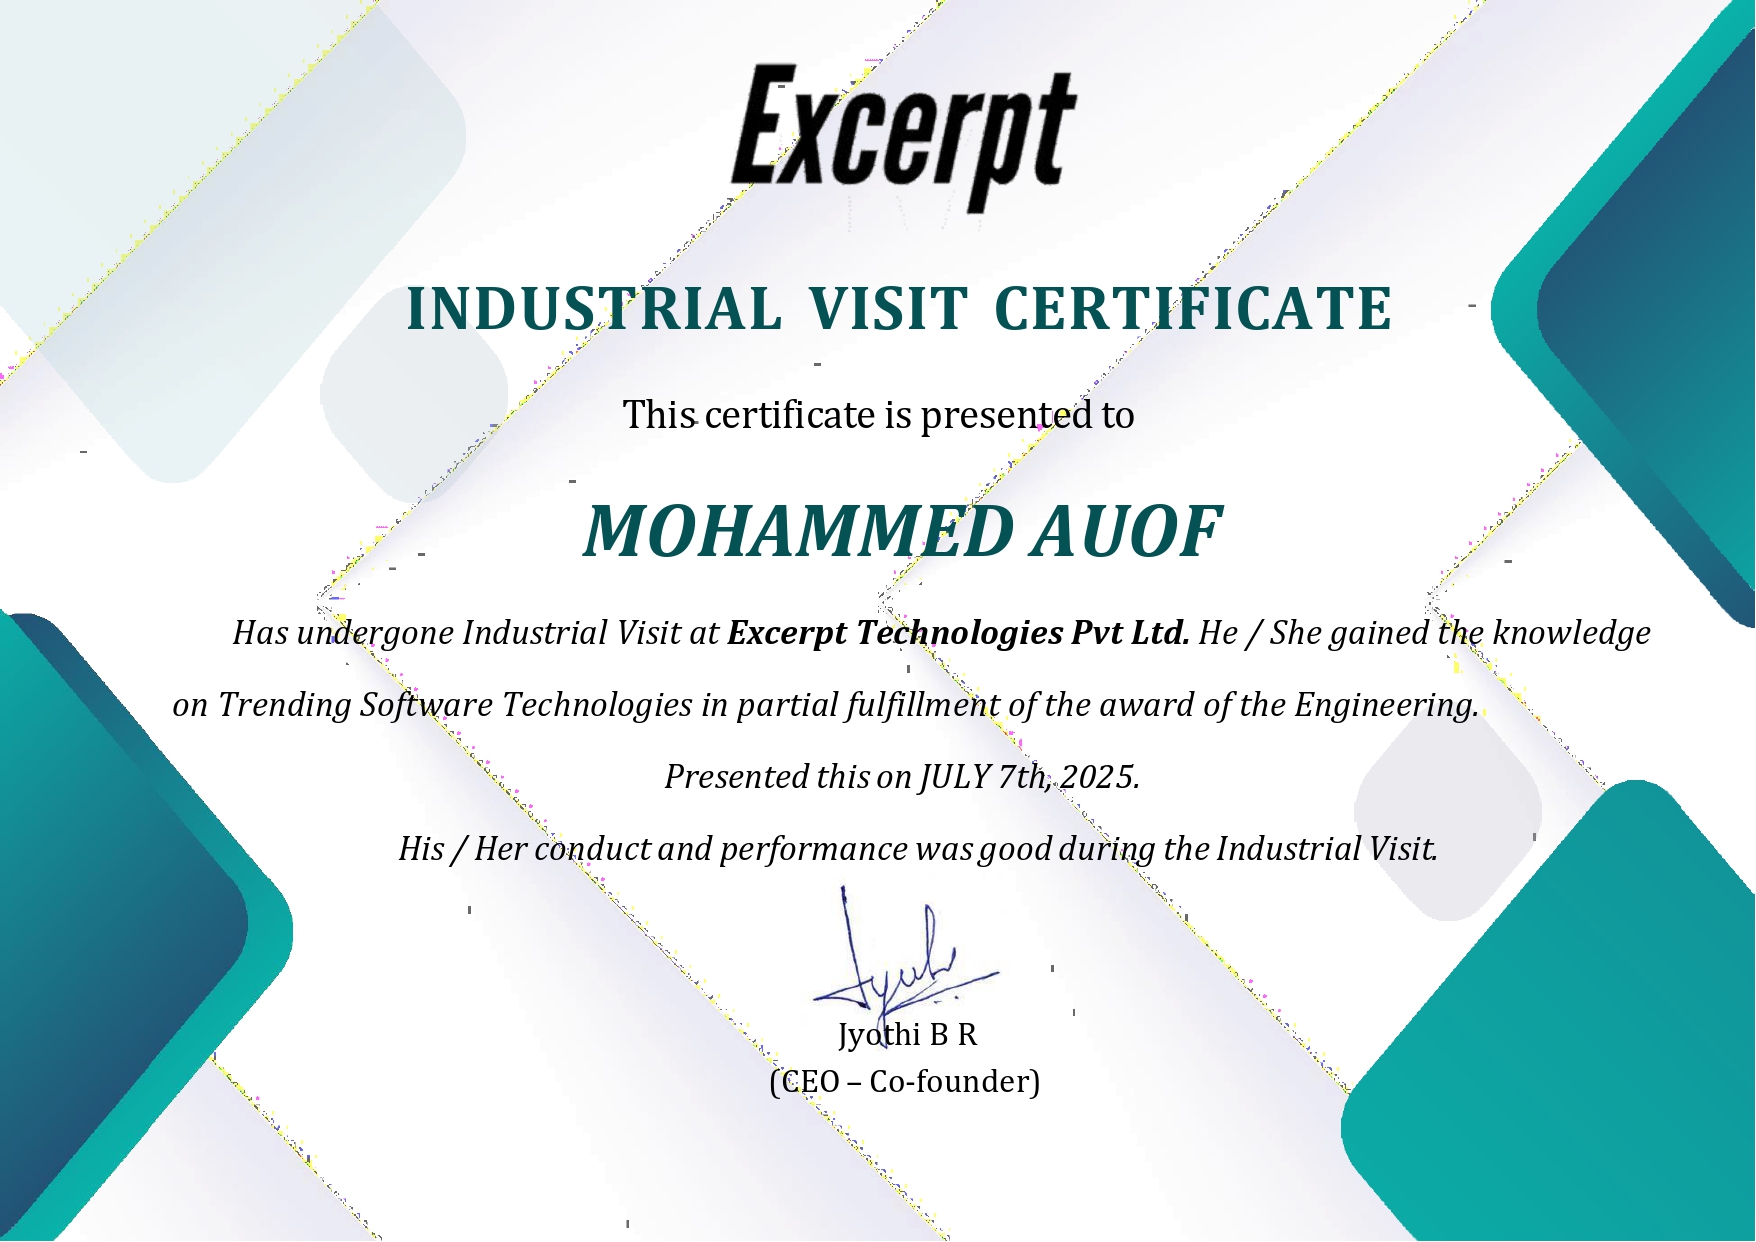 Excerpt
INDUSTRIAL VISIT CERTIFICATE
This certificate is presented to
MOHAMMED AUOF
Has undergone Industrial Visit at Excerpt Technologies Pvt Ltd. He / She gained the knowledge
on Trending Software Technologies in partial fulfillment of the award of the Engineering.
Presented this on JULY 7th, 2025.
His / Her conduct and performance was good during the Industrial Visit.
Jyothi B R
(CEO – Co-founder)